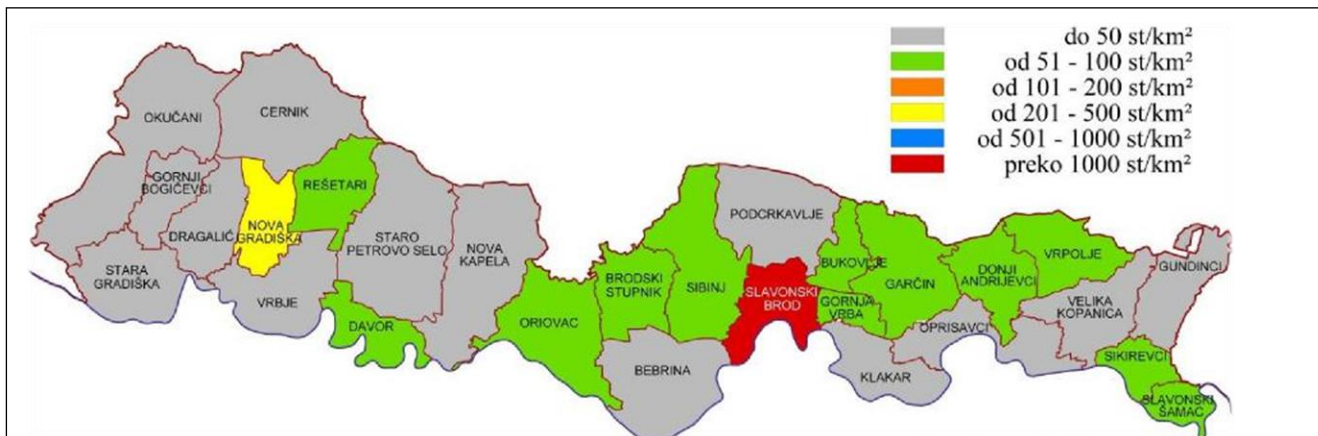 do 50 st/km²
od 51 - 100 st/km²
od 101 - 200 st/km²
od 201 - 500 st/km²
od 501 - 1000 st/km²
preko 1000 st/km²
OKUČANI
CERNIK
GORNJI
BOGIĆEVCI
REŠETARI
DRAGALIĆ
NOVA
GRADIŠKA
STARO
PETROVO SELO
NOVA
KAPELA
STARA
GRADIŠKA
VRBJE
DAVOR
ORIOVAC
BRODSKI
STUPNIK
SIBINJ
BEBRINA
PODCRKAVLJE
SLAVONSKI
BROD
BUKOVLJE
GORNJA
VRBA
GARČIN
KLAKAR
OPRISAVCI
DONJI
ANDRIJEVCI
VRPOLJE
VELIKA
KOPANICA
GUNDINCI
SIKIREVCI
SLAVONSKI
ŠAMAC